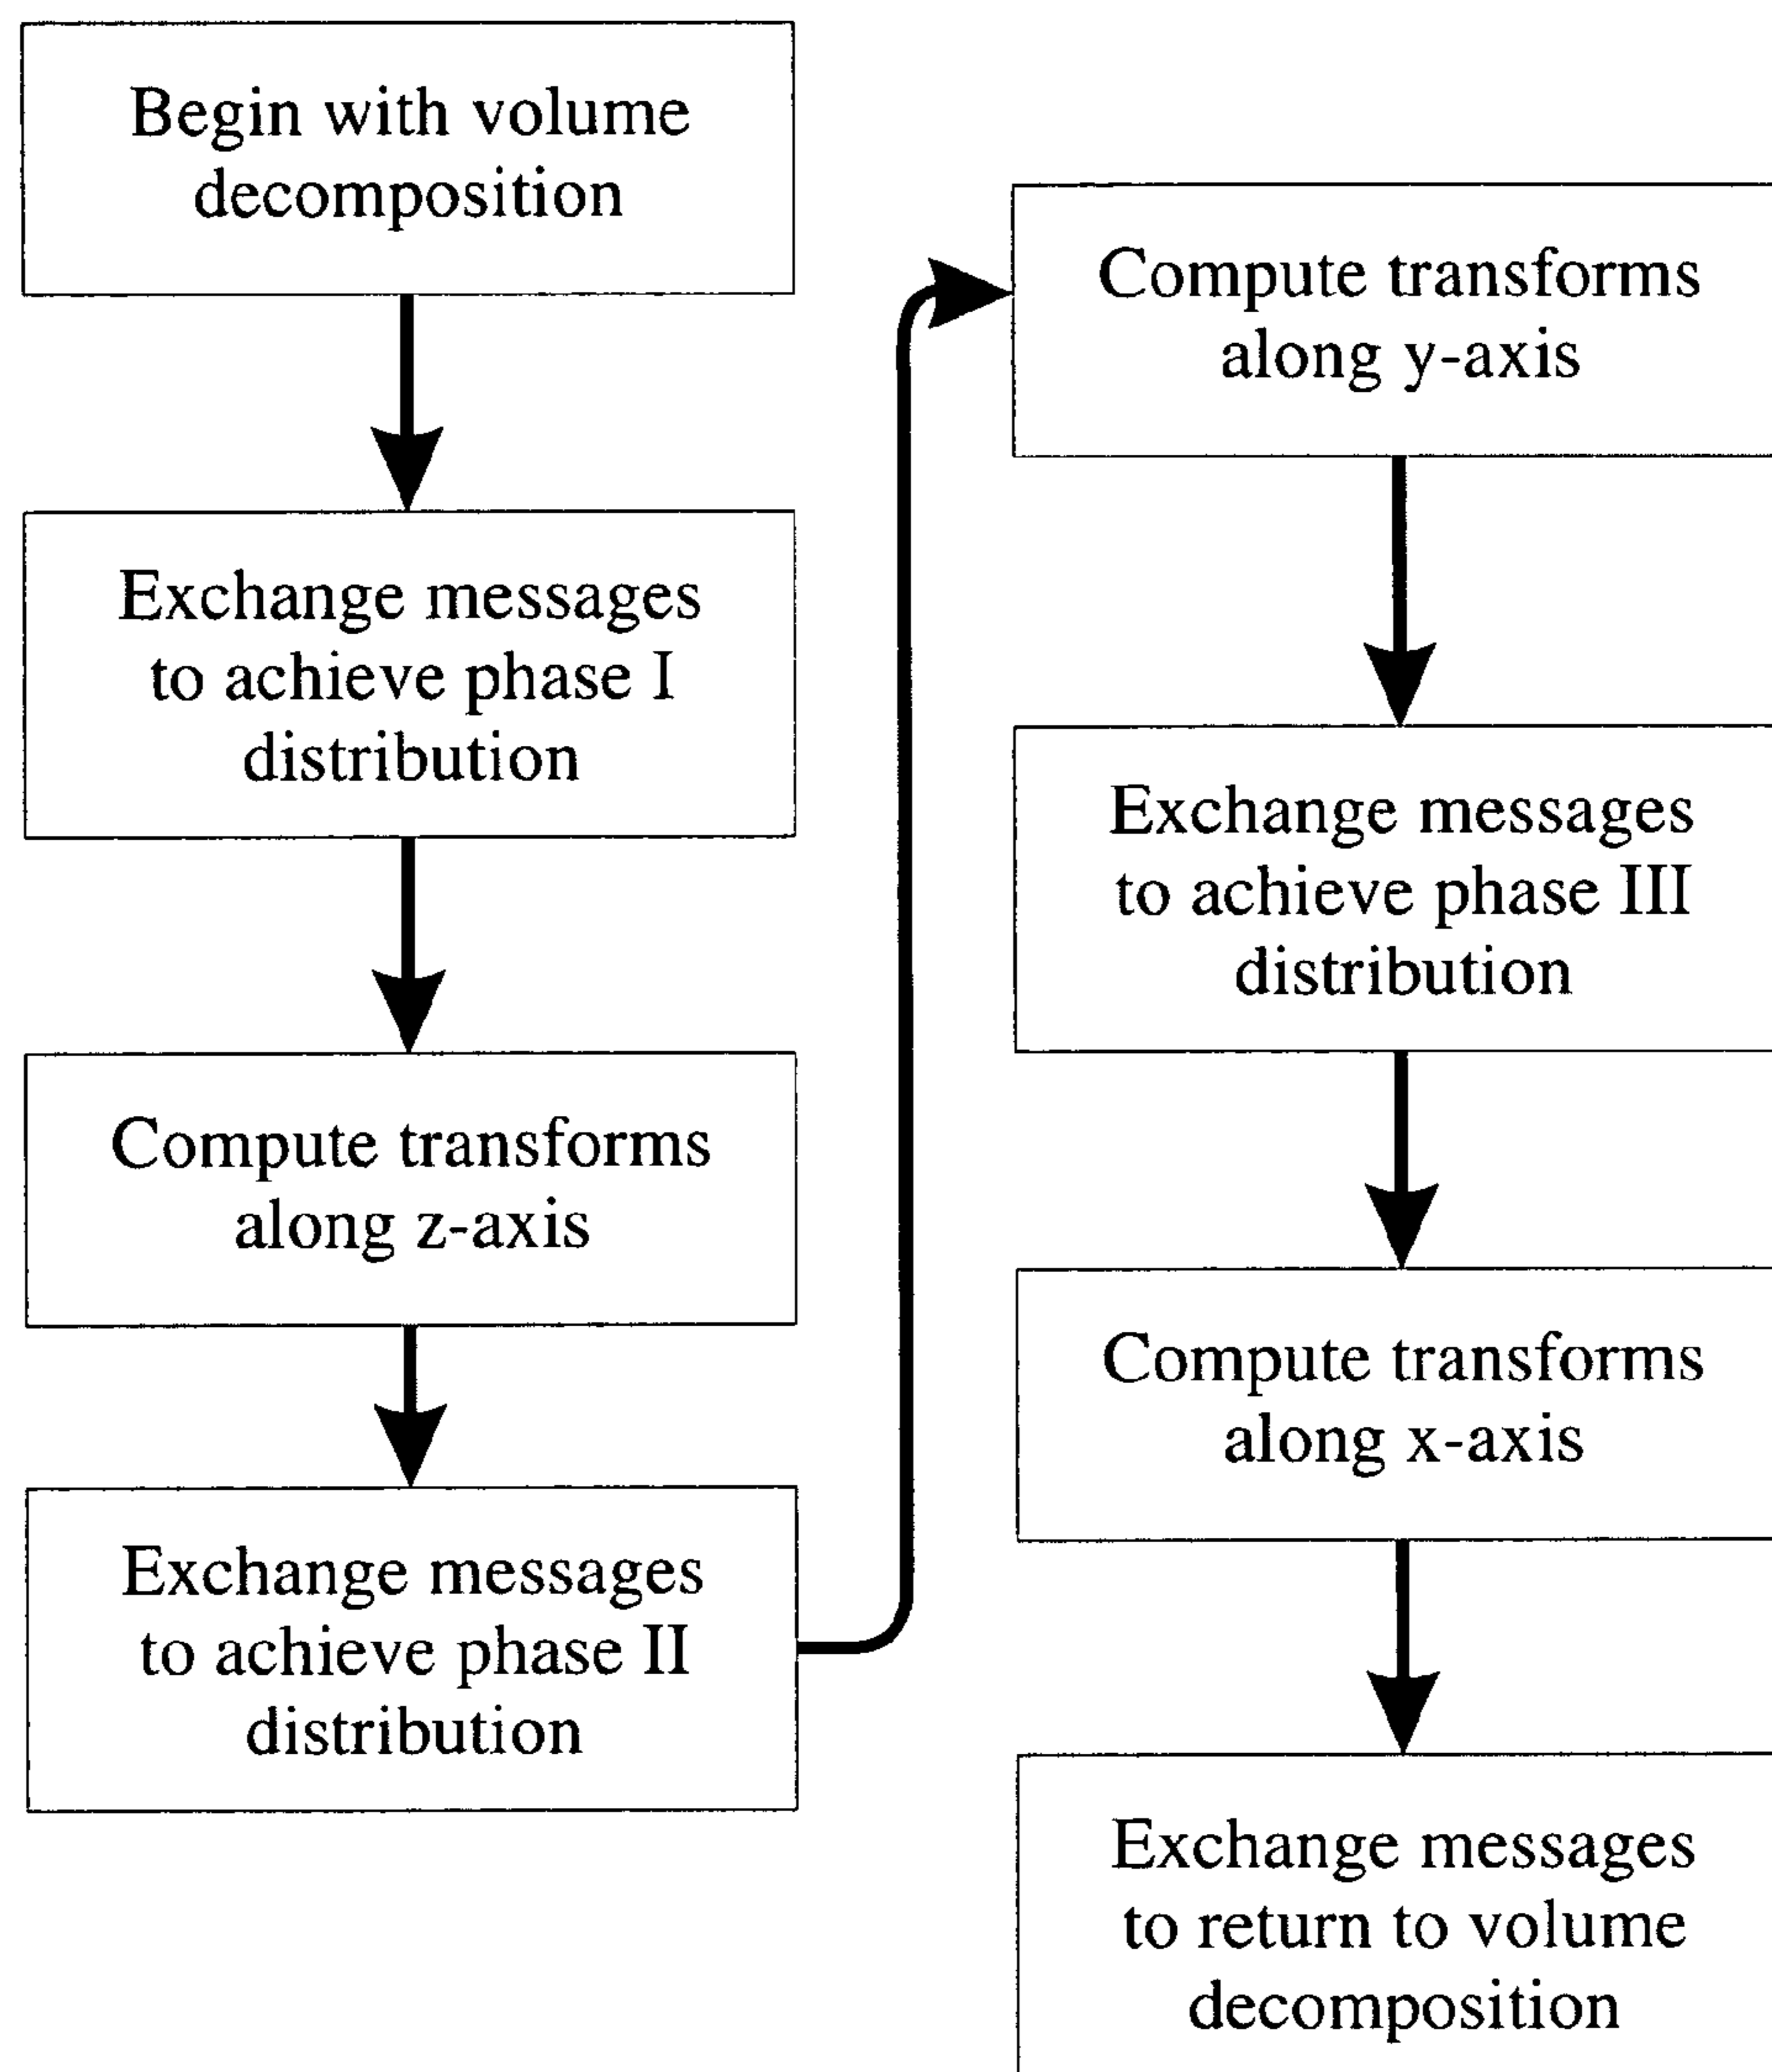 Begin with volume
decomposition
Exchange messages
to achieve phase I
distribution
Compute transforms
along z-axis
Exchange messages
to achieve phase II
distribution
Compute transforms
along y-axis
Exchange messages
to achieve phase III
distribution
Compute transforms
along x-axis
Exchange messages
to return to volume
decomposition